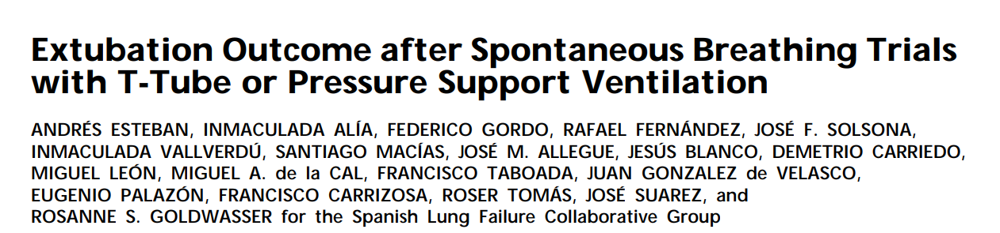 Extubation Outcome after Spontaneous Breathing Trials
with T-Tube or Pressure Support Ventilation
ANDRÉS ESTEBAN, INMACULADA ALÍA, FEDERICO GORDO, RAFAEL FERNÁNDEZ, JOSÉ F. SOLSONA,
INMACULADA VALLVERDÚ, SANTIAGO MACÍAS, JOSÉ M. ALLEGUE, JESÚS BLANCO, DEMETRIO CARRIEDO,
MIGUEL LEÓN, MIGUEL A. de la CAL, FRANCISCO TABOADA, JUAN GONZALEZ de VELASCO,
EUGENIO PALAZÓN, FRANCISCO CARRIZOSA, ROSER TOMÁS, JOSÉ SUAREZ, and
ROSANNE S. GOLDWASSER for the Spanish Lung Failure Collaborative Group